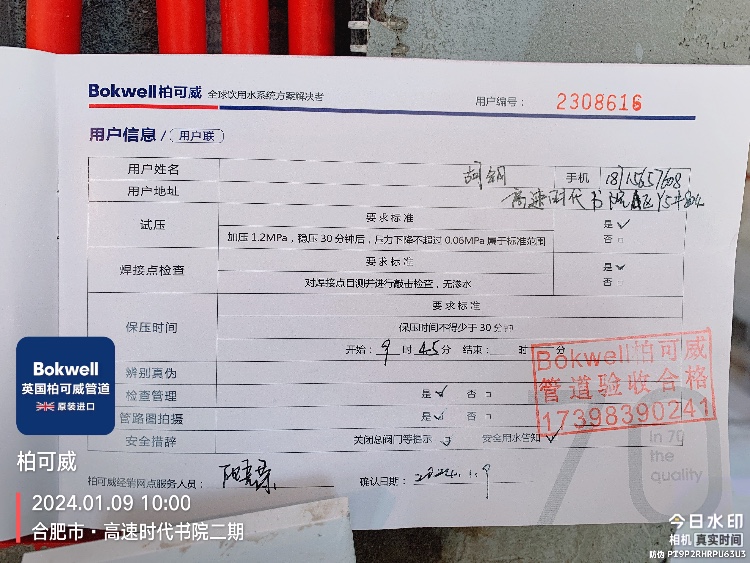 Bokwell柏可威 全球饮用水系统方案解决者
用户编号： 2308616
用户信息 / 用户联
用户姓名 胡钢 手机 18715657608
用户地址 高速时代书院
试压 要求标准 是 ✓
加压1.2MPa，稳压30分钟后，压力下降不超过0.06MPa属于标准范围 否
焊接点检查 要求标准 是 ✓
对焊接点目测并进行敲击检查，无渗水 否
保压时间 要求标准
保压时间不得少于30分钟
开始： 9 时 45 分 结束： 时 分
辨别真伪
检查管理 是 ✓ 否
管路图拍摄 是 ✓ 否
安全措辞 关闭总阀门等提示 安全用水告知 ✓
Bokwell柏可威
管道验收合格
17398390241
70
in 70
the
quality
柏可威经销网点服务人员： 确认日期： 2024.1.9
Bokwell
英国柏可威管道
原装进口
柏可威
2024.01.09 10:00
合肥市·高速时代书院二期
今日水印
相机 真实时间
防伪 PT9P2RHRPU63U3